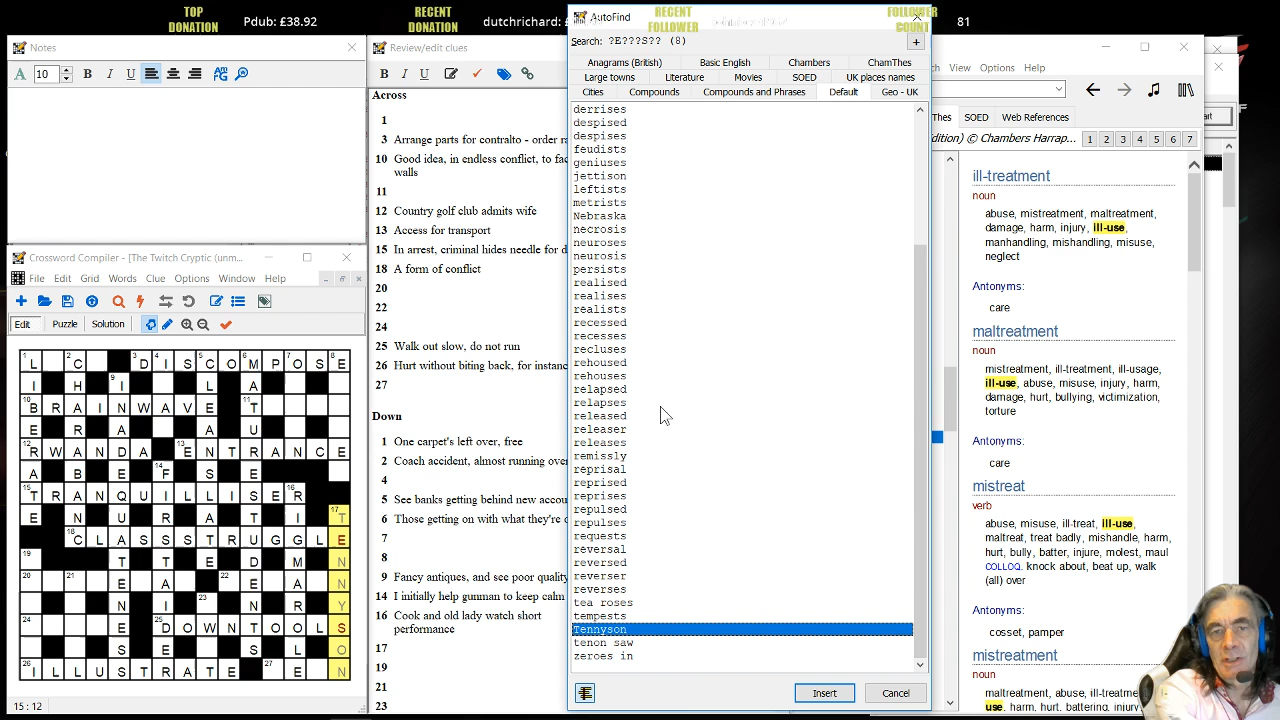 TOP
DONATION
Pdub: £38.92
RECENT
DONATION
dutchrichard: £12.92
RECENT
FOLLOWER
FOLLOWER
COUNT
81
Notes
10
B I U
Crossword Compiler - [The Twitch Cryptic (unm...
File Edit Grid Words Clue Options Window Help
Edit Puzzle Solution
15 : 12
Review/edit clues
B I U
Across
1
3 Arrange parts for contralto - order r
10 Good idea, in endless conflict, to fac
walls
11
12 Country golf club admits wife
13 Access for transport
15 In arrest, criminal hides need for d
18 A form of conflict
20
22
24
25 Walk out slow, do not run
26 Hurt without biting back, for instanc
27
Down
1 One carpet's left over, free
2 Coach accident, almost running over
4
5 See banks getting behind new accou
6 Those getting on with what they're
7
8
9 Fancy antiques, and see poor quality
14 I initially help gunman to keep calm
16 Cook and old lady watch short
performance
17
19
21
23
AutoFind
Search: ?E???S?? (8)
Anagrams (British) Basic English Chambers ChamThes
Large towns Literature Movies SOED UK places names
Cities Compounds Compounds and Phrases Default Geo - UK
derrises
despised
despises
feudists
geniuses
jettison
leftists
metrists
Nebraska
necrosis
neuroses
neurosis
persists
realised
realises
realists
recessed
recesses
recluses
rehoused
rehouses
relapsed
relapses
released
releaser
releases
remissly
reprisal
reprised
reprises
repulsed
repulses
requests
reversal
reversed
reverser
reverses
tea roses
tempests
Tennyson
tenon saw
zeroes in
Insert Cancel
ch View Options Help
Thes SOED Web References
dition) © Chambers Harrap... 1 2 3 4 5 6 7
ill-treatment
noun
abuse, mistreatment, maltreatment,
damage, harm, injury, ill-use,
manhandling, mishandling, misuse,
neglect
Antonyms:
care
maltreatment
noun
mistreatment, ill-treatment, ill-usage,
ill-use, abuse, misuse, injury, harm,
damage, hurt, bullying, victimization,
torture
Antonyms:
care
mistreat
verb
abuse, misuse, ill-treat, ill-use,
maltreat, treat badly, mishandle, harm,
hurt, bully, batter, injure, molest, maul
COLLOQ. knock about, beat up, walk
(all) over
Antonyms:
cosset, pamper
mistreatment
noun
maltreatment, ill-treatment, ill-usage,
use, harm, hurt, battering, injury,